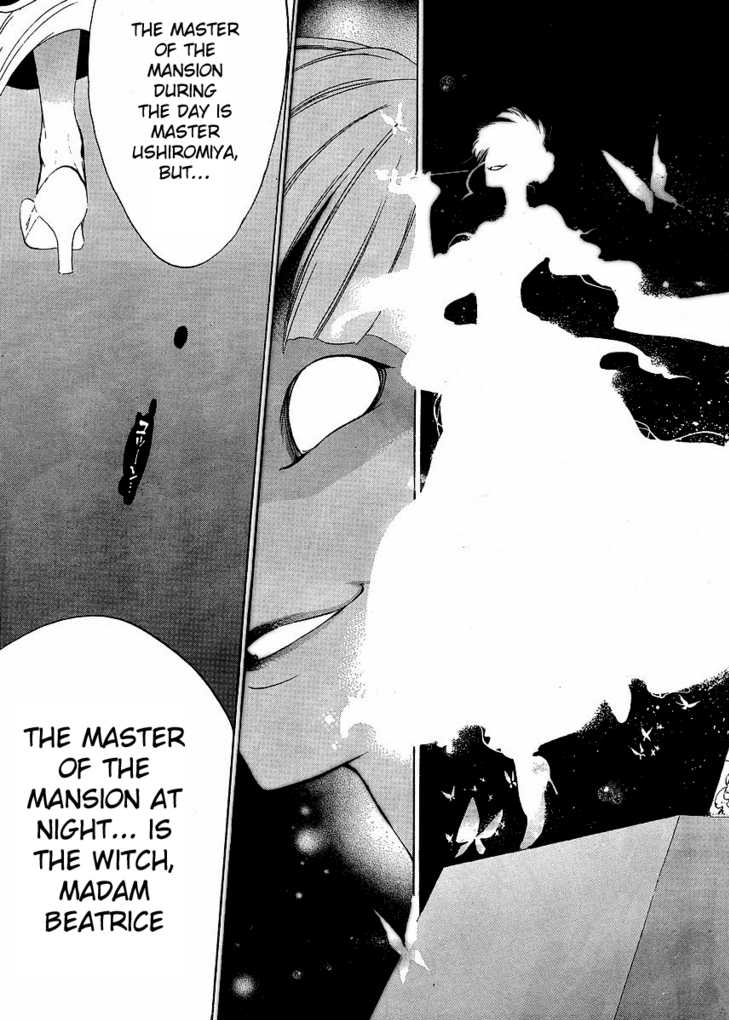 THE MASTER
OF THE
MANSION
DURING
THE DAY IS
MASTER
USHIROMIYA,
BUT...
THE MASTER
OF THE
MANSION AT
NIGHT... IS
THE WITCH,
MADAM
BEATRICE